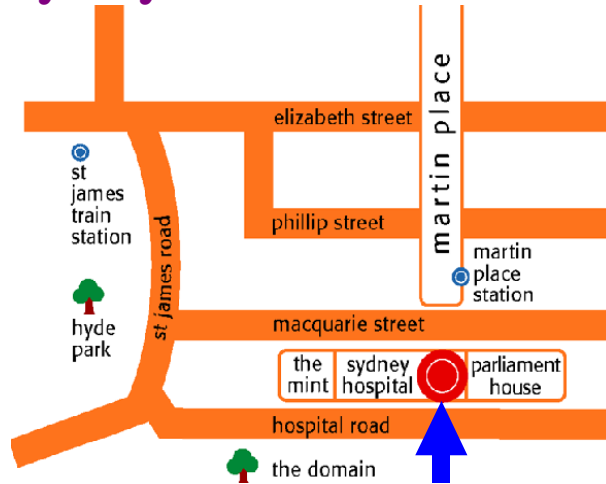 elizabeth street
martin place
st
james
train
station
phillip street
st james road
martin
place
station
hyde
park
macquarie street
the
mint
sydney
hospital
parliament
house
hospital road
the domain